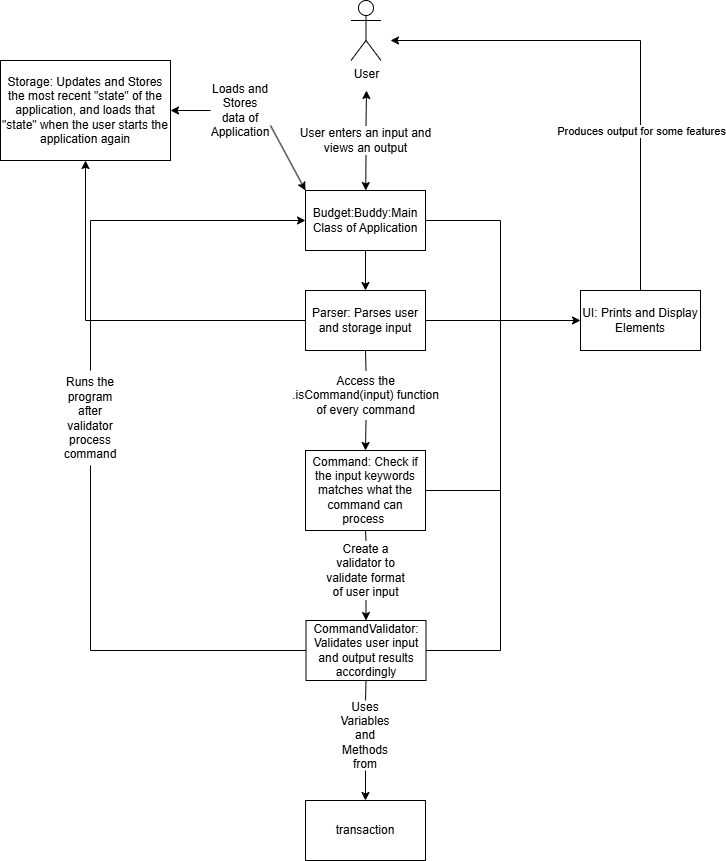 User
Storage: Updates and Stores
the most recent "state" of the
application, and loads that
"state" when the user starts the
application again
Loads and
Stores
data of
Application
User enters an input and
views an output
Produces output for some features
Budget:Buddy:Main
Class of Application
Parser: Parses user
and storage input
UI: Prints and Display
Elements
Access the
.isCommand(input) function
of every command
Runs the
program
after
validator
process
command
Command: Check if
the input keywords
matches what the
command can
process
Create a
validator to
validate format
of user input
CommandValidator:
Validates user input
and output results
accordingly
Uses
Variables
and
Methods
from
transaction